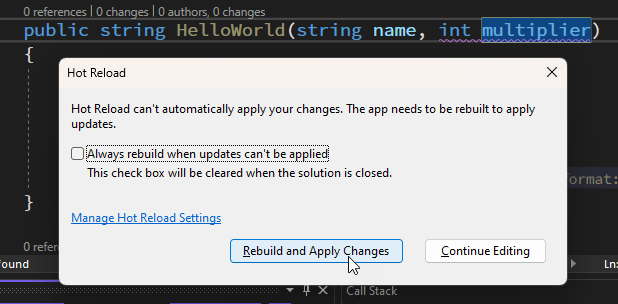 0 references | 0 changes | 0 authors, 0 changes
public string HelloWorld(string name, int multiplier)
{
Hot Reload
Hot Reload can't automatically apply your changes. The app needs to be rebuilt to apply
updates.
Always rebuild when updates can't be applied
This check box will be cleared when the solution is closed.
format:
}
Manage Hot Reload Settings
0 refere
Rebuild and Apply Changes Continue Editing
ound Ln:
Call Stack